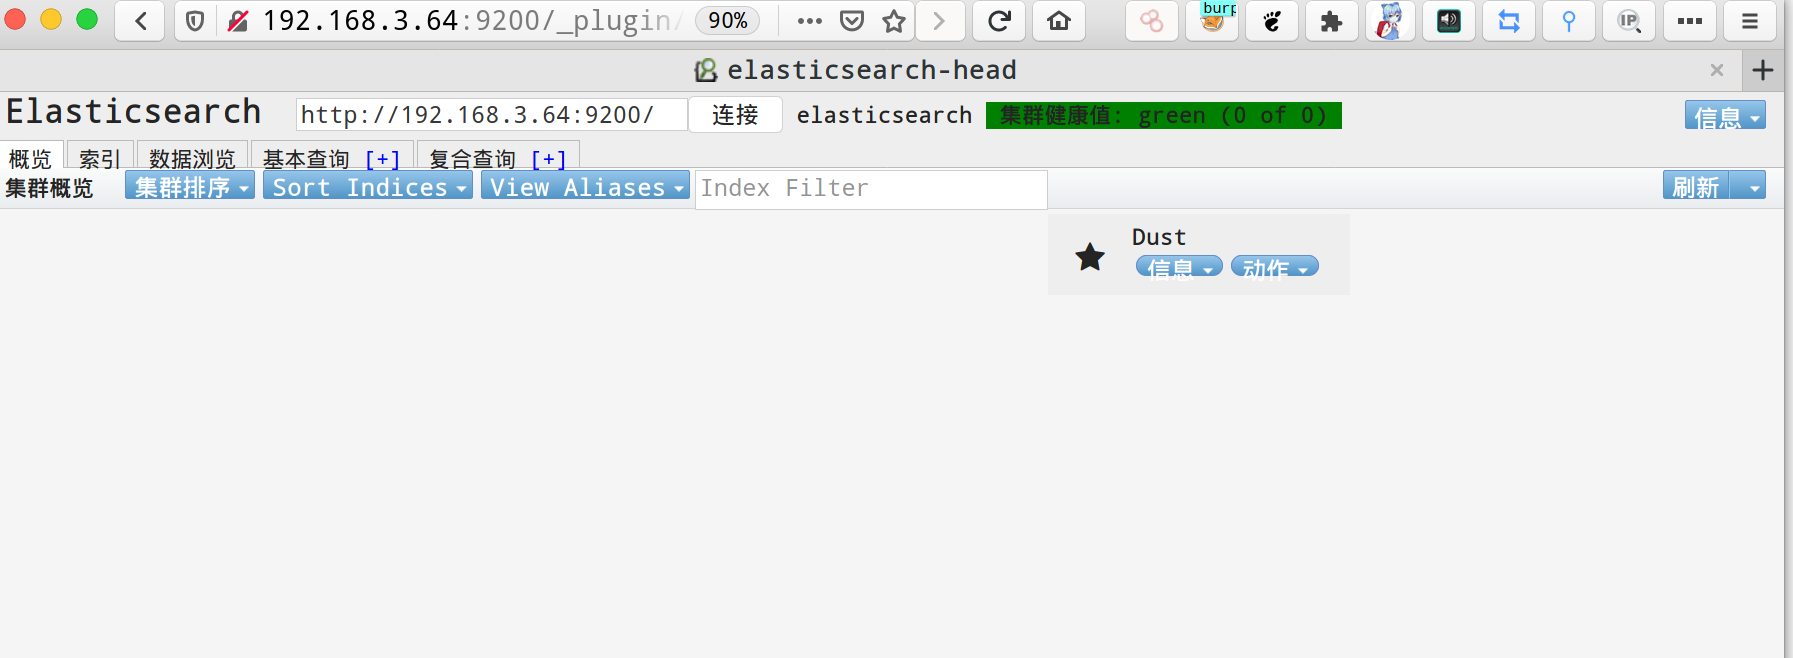 192.168.3.64:9200/_plugin/ 90% burp IP
elasticsearch-head
Elasticsearch http://192.168.3.64:9200/ 连接 elasticsearch 集群健康值: green (0 of 0) 信息
概览 索引 数据浏览 基本查询 [+] 复合查询 [+]
集群概览 集群排序 Sort Indices View Aliases Index Filter 刷新
Dust
信息 动作